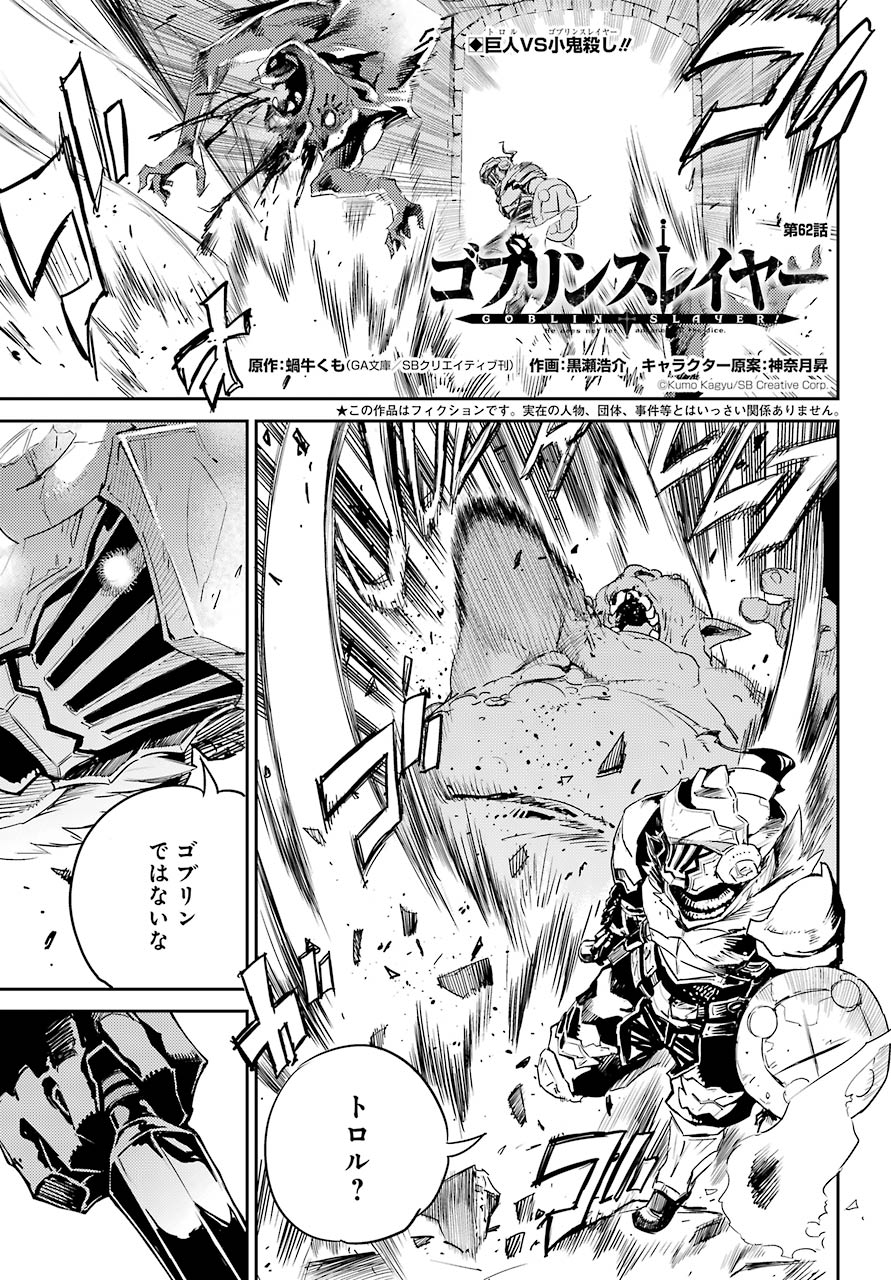 ◆巨人VS小鬼殺し!!
トロル
ゴブリンスレイヤー
第62話
ゴブリンスレイヤー
GOBLIN SLAYER!
He does not let
原作：蝸牛くも（GA文庫／SBクリエイティブ刊）　作画：黒瀬浩介　キャラクター原案：神奈月昇
©Kumo Kagyu/SB Creative Corp.
★この作品はフィクションです。実在の人物、団体、事件等とはいっさい関係ありません。
トロル？
ゴブリン
ではないな